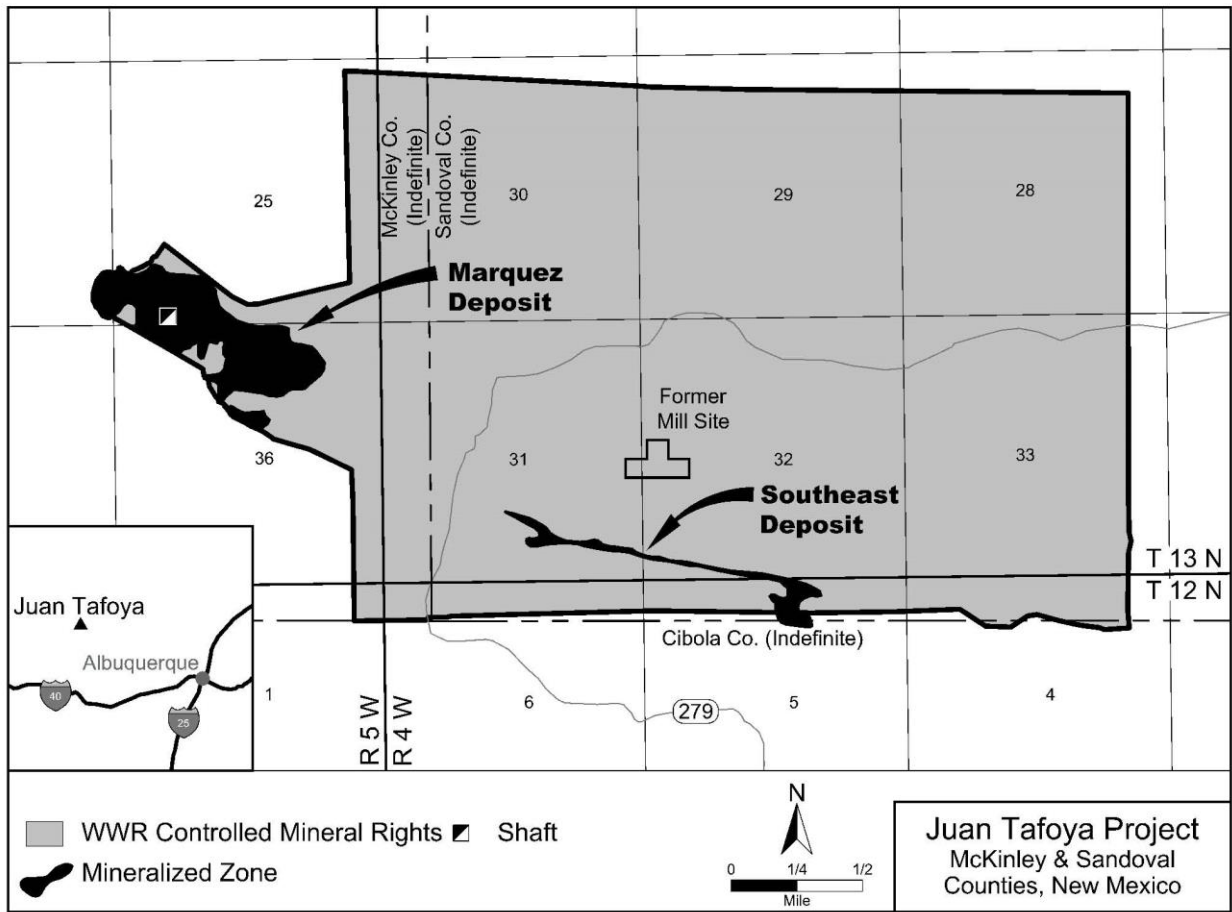 McKinley Co.
(Indefinite)
Sandoval Co.
(Indefinite)
25
30
29
28
Marquez
Deposit
Former
Mill Site
36
31
32
33
Southeast
Deposit
T 13 N
T 12 N
Cibola Co. (Indefinite)
Juan Tafoya
Albuquerque
40
25
1
R 5 W
R 4 W
6
279
5
4
WWR Controlled Mineral Rights
Shaft
Mineralized Zone
N
0 1/4 1/2
Mile
Juan Tafoya Project
McKinley & Sandoval
Counties, New Mexico